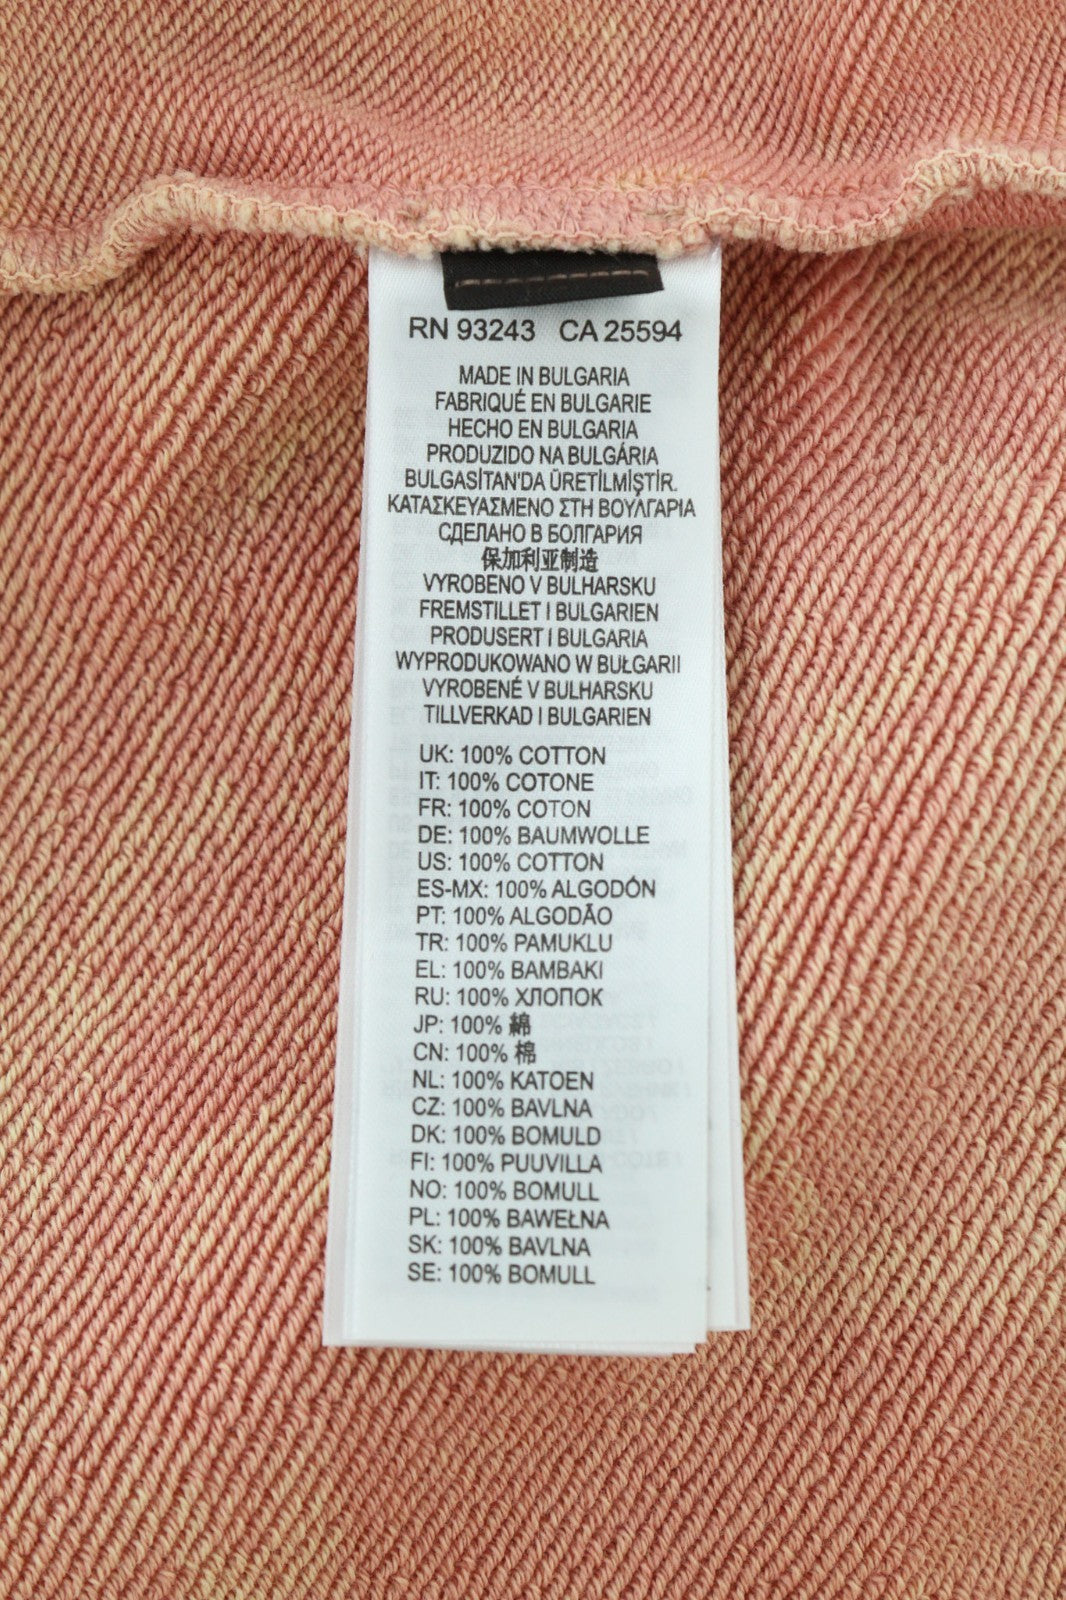 RN 93243 CA 25594
MADE IN BULGARIA
FABRIQUÉ EN BULGARIE
HECHO EN BULGARIA
PRODUZIDO NA BULGÁRIA
BULGASİTAN'DA ÜRETİLMİŞTİR.
ΚΑΤΑΣΚΕΥΑΣΜΕΝΟ ΣΤΗ ΒΟΥΛΓΑΡΙΑ
СДЕЛАНО В БОЛГАРИЯ
保加利亚制造
VYROBENO V BULHARSKU
FREMSTILLET I BULGARIEN
PRODUSERT I BULGARIA
WYPRODUKOWANO W BUŁGARII
VYROBENÉ V BULHARSKU
TILLVERKAD I BULGARIEN
UK: 100% COTTON
IT: 100% COTONE
FR: 100% COTON
DE: 100% BAUMWOLLE
US: 100% COTTON
ES-MX: 100% ALGODÓN
PT: 100% ALGODÃO
TR: 100% PAMUKLU
EL: 100% ΒΑΜΒΑΚΙ
RU: 100% ХЛОПОК
JP: 100% 綿
CN: 100% 棉
NL: 100% KATOEN
CZ: 100% BAVLNA
DK: 100% BOMULD
FI: 100% PUUVILLA
NO: 100% BOMULL
PL: 100% BAWEŁNA
SK: 100% BAVLNA
SE: 100% BOMULL